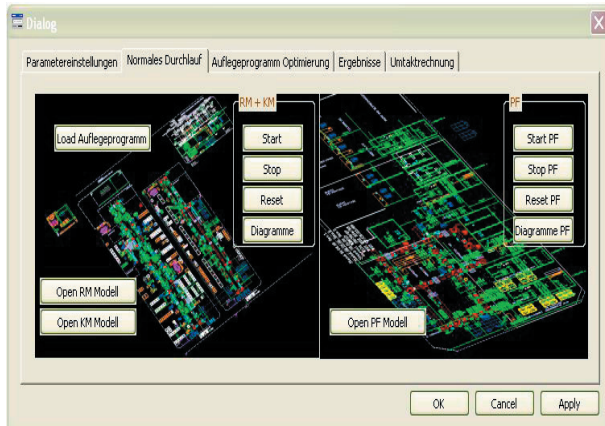 Dialog
Parametereinstellungen Normales Durchlauf Auflegeprogramm Optimierung Ergebnisse Umtaktrechnung
RM + KM
PF
Load Auflegeprogramm
Start
Stop
Reset
Diagramme
Start PF
Stop PF
Reset PF
Diagramme PF
Open RM Modell
Open KM Modell
Open PF Modell
OK Cancel Apply